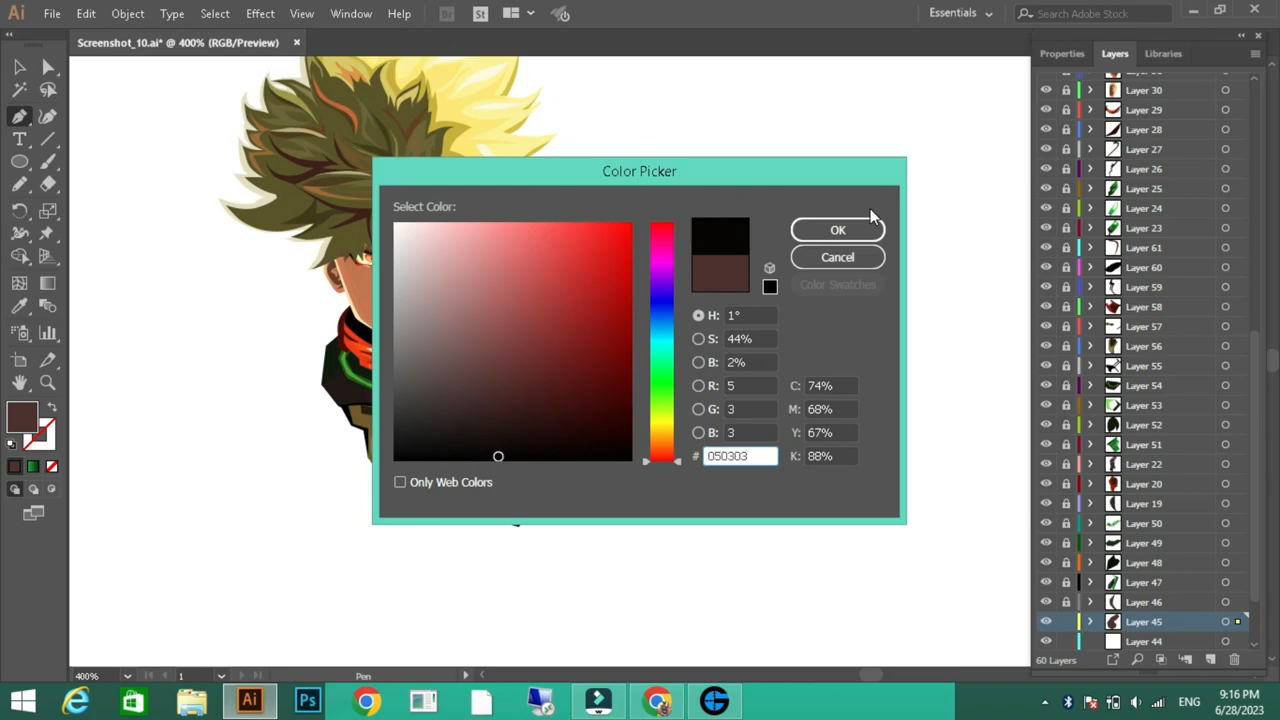 Ai File Edit Object Type Select Effect View Window Help Br St Essentials Search Adobe Stock
Screenshot_10.ai* @ 400% (RGB/Preview) ×
Properties Layers Libraries
Layer 30
Layer 29
Layer 28
Layer 27
Layer 26
Layer 25
Layer 24
Layer 23
Layer 61
Layer 60
Layer 59
Layer 58
Layer 57
Layer 56
Layer 55
Layer 54
Layer 53
Layer 52
Layer 51
Layer 22
Layer 20
Layer 19
Layer 50
Layer 49
Layer 48
Layer 47
Layer 46
Layer 45
Layer 44
60 Layers
Color Picker
Select Color:
OK
Cancel
Color Swatches
H: 1°
S: 44%
B: 2%
R: 5 C: 74%
G: 3 M: 68%
B: 3 Y: 67%
# 050303 K: 88%
Only Web Colors
400% 1 Pen
Ai Ps ENG
9:16 PM
6/28/2023